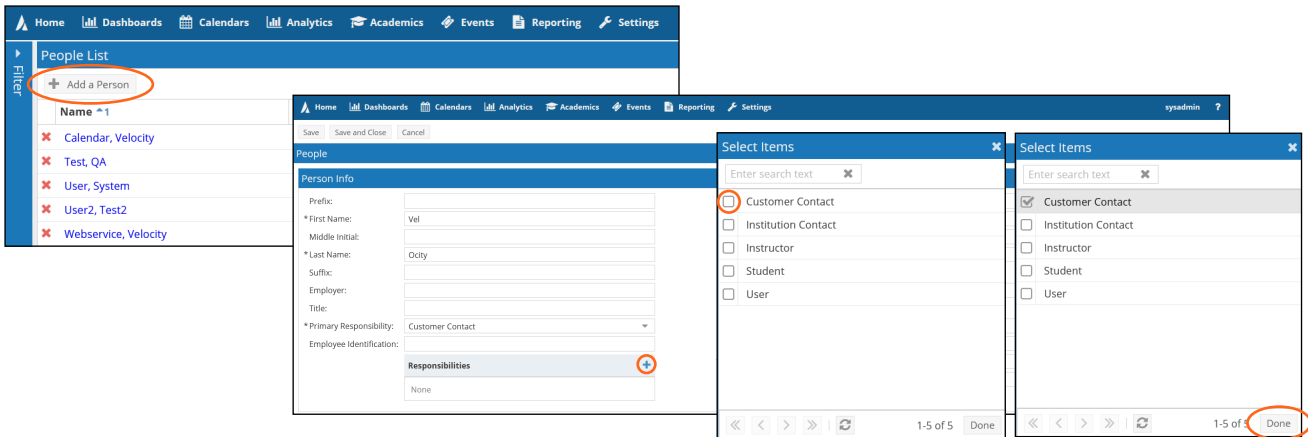 Home Dashboards Calendars Analytics Academics Events Reporting Settings
Filter
People List
Add a Person
Name 1
Calendar, Velocity
Test, QA
User, System
User2, Test2
Webservice, Velocity
Home Dashboards Calendars Analytics Academics Events Reporting Settings sysadmin ?
Save Save and Close Cancel
People
Person Info
Prefix:
* First Name: Vel
Middle Initial:
* Last Name: Ocity
Suffix:
Employer:
Title:
* Primary Responsibility: Customer Contact
Employee Identification:
Responsibilities
None
Select Items
Enter search text
Customer Contact
Institution Contact
Instructor
Student
User
1-5 of 5 Done
Select Items
Enter search text
Customer Contact
Institution Contact
Instructor
Student
User
1-5 of 5 Done